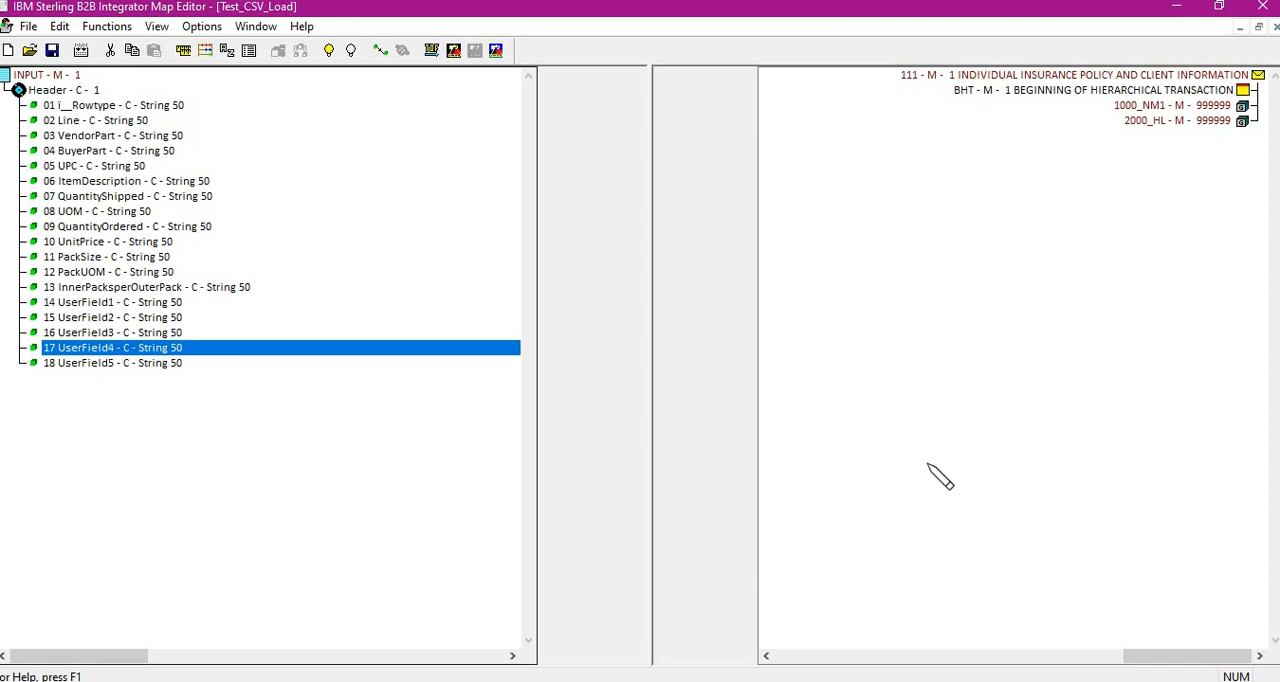 IBM Sterling B2B Integrator Map Editor - [Test_CSV_Load]
File Edit Functions View Options Window Help
INPUT - M - 1
Header - C - 1
01 ï__Rowtype - C - String 50
02 Line - C - String 50
03 VendorPart - C - String 50
04 BuyerPart - C - String 50
05 UPC - C - String 50
06 ItemDescription - C - String 50
07 QuantityShipped - C - String 50
08 UOM - C - String 50
09 QuantityOrdered - C - String 50
10 UnitPrice - C - String 50
11 PackSize - C - String 50
12 PackUOM - C - String 50
13 InnerPacksperOuterPack - C - String 50
14 UserField1 - C - String 50
15 UserField2 - C - String 50
16 UserField3 - C - String 50
17 UserField4 - C - String 50
18 UserField5 - C - String 50
111 - M - 1 INDIVIDUAL INSURANCE POLICY AND CLIENT INFORMATION
BHT - M - 1 BEGINNING OF HIERARCHICAL TRANSACTION
1000_NM1 - M - 999999
2000_HL - M - 999999
or Help, press F1
NUM